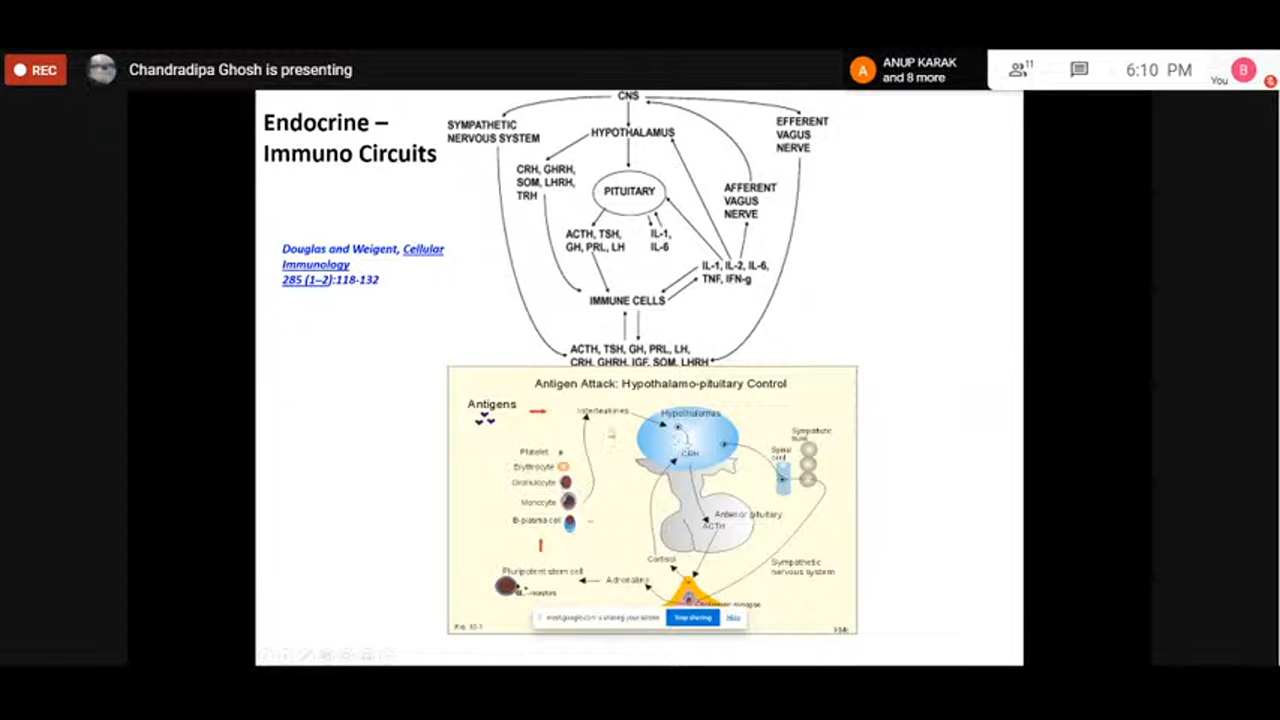 REC
Chandradipa Ghosh is presenting
A
ANUP KARAK
and 8 more
11
6:10 PM
You
B
Endocrine –
Immuno Circuits
Douglas and Weigent, Cellular
Immunology
285 (1–2):118-132
CNS
SYMPATHETIC
NERVOUS SYSTEM
HYPOTHALAMUS
EFFERENT
VAGUS
NERVE
CRH, GHRH,
SOM, LHRH,
TRH
PITUITARY
AFFERENT
VAGUS
NERVE
ACTH, TSH,
GH, PRL, LH
IL-1,
IL-6
IL-1, IL-2, IL-6,
TNF, IFN-g
IMMUNE CELLS
ACTH, TSH, GH, PRL, LH,
CRH, GHRH, IGF, SOM, LHRH
Antigen Attack: Hypothalamo-pituitary Control
Antigens
Interleukines
Hypothalamus
CRH
Sympathetic
Spinal
cord
Platelet
Erythrocyte
Granulocyte
Monocyte
B-plasma cell
Anterior pituitary
ACTH
Cortisol
Sympathetic
nervous system
Pluripotent stem cell
Adrenaline
meet.google.com is sharing your screen
Stop sharing
Hide